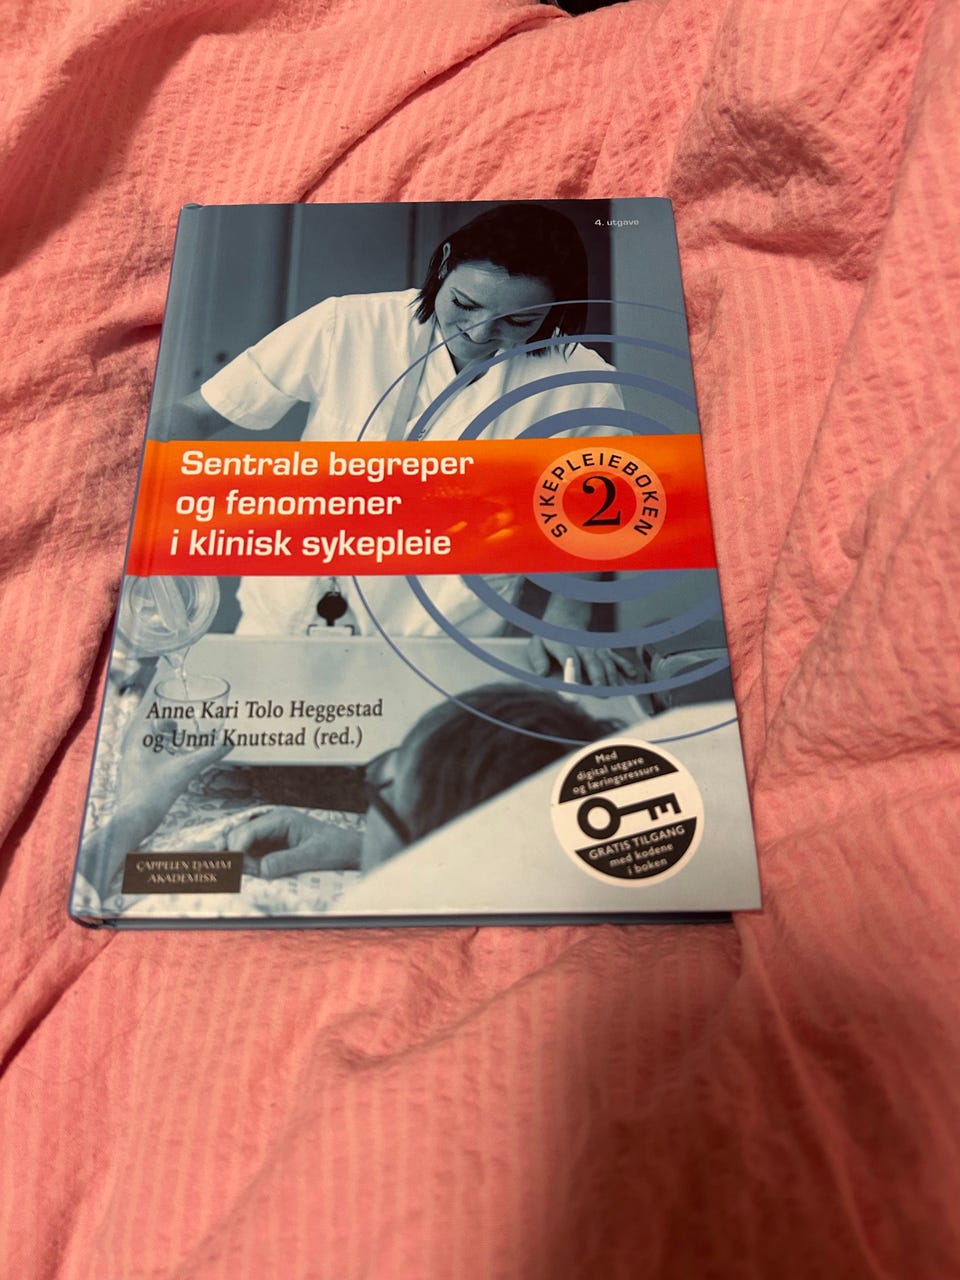 4. utgave
Sentrale begreper
og fenomener
i klinisk sykepleie
SYKEPLEIEBOKEN
2
Anne Kari Tolo Heggestad
og Unni Knutstad (red.)
Med
digital utgave
og læringsressurs
GRATIS TILGANG
med kodene
i boken
CAPPELEN DAMM
AKADEMISK